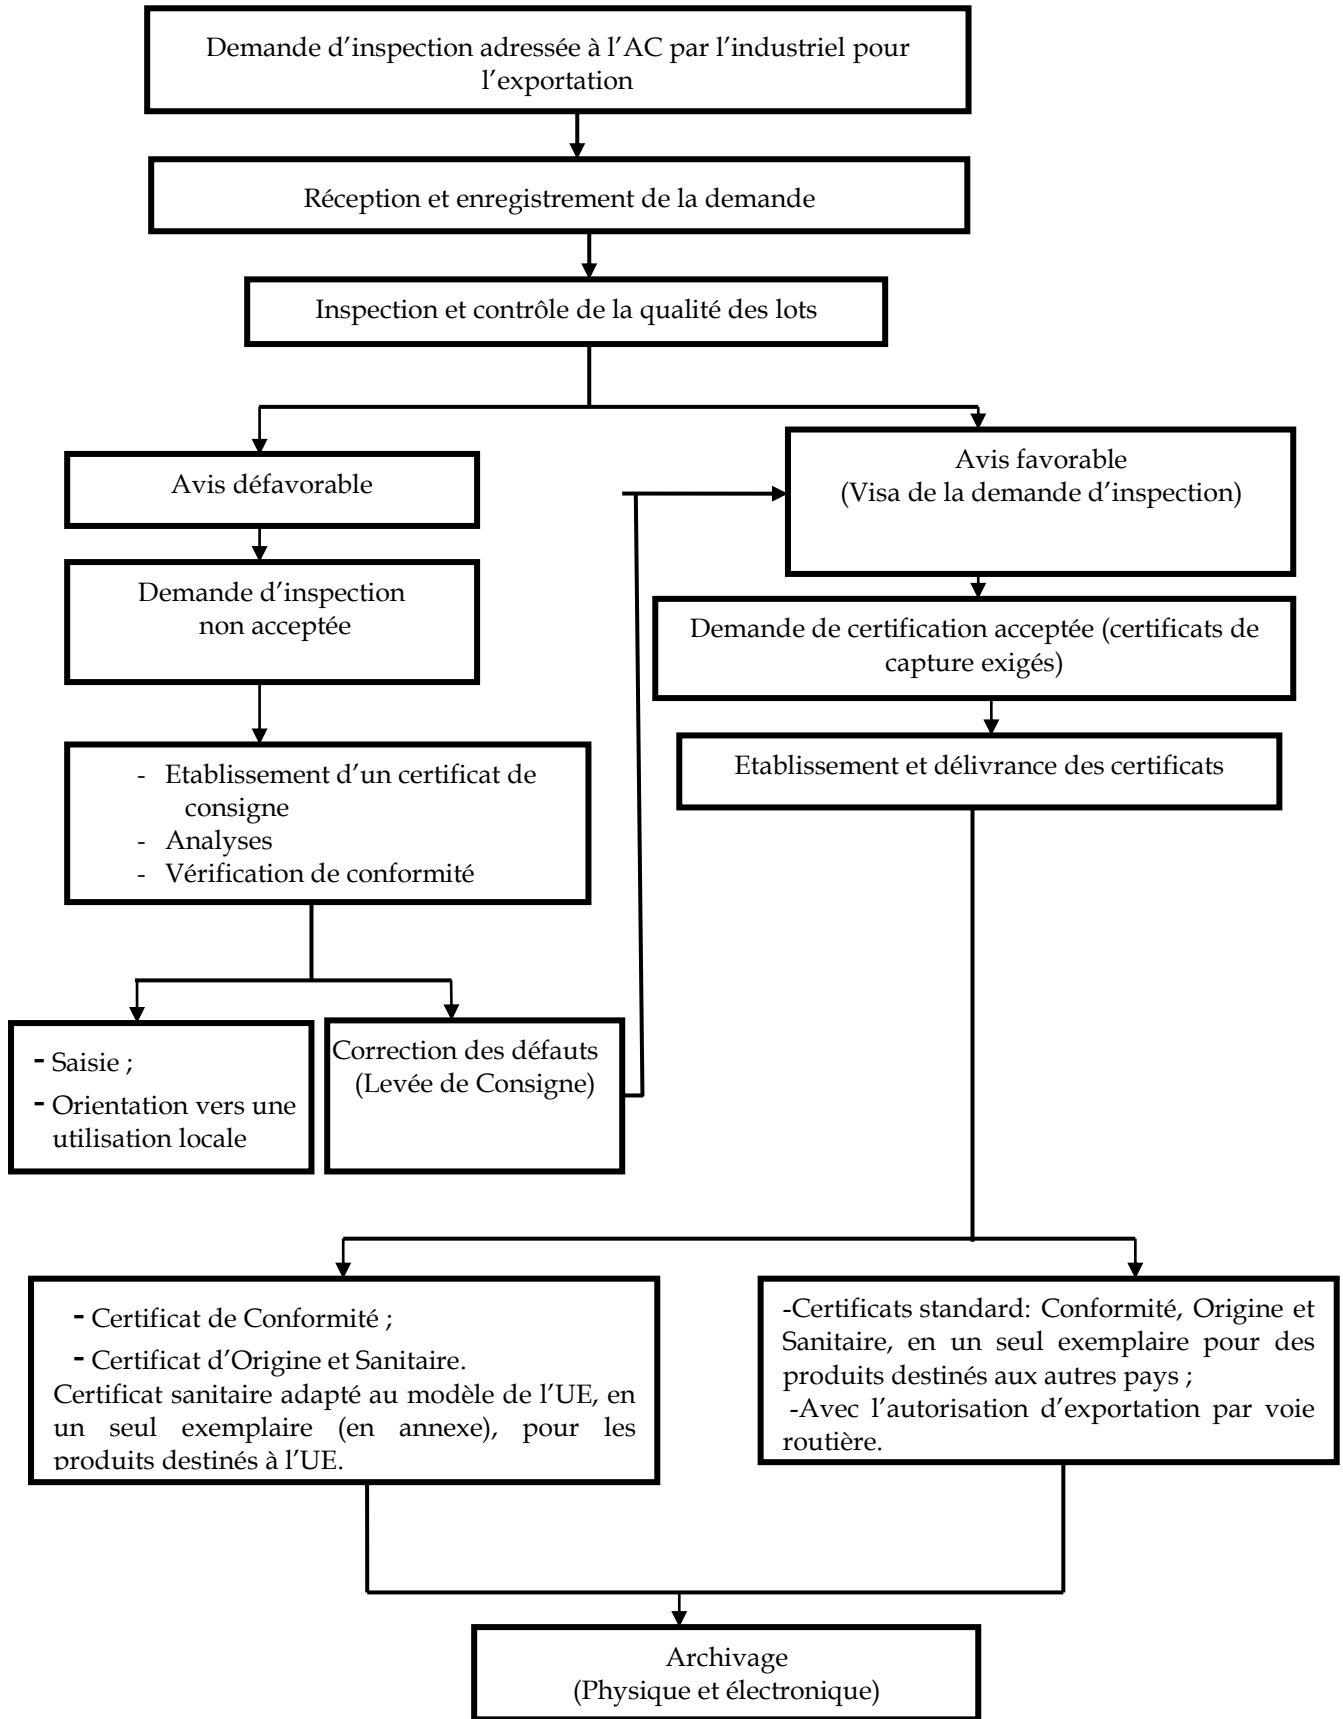 Demande d’inspection adressée à l’AC par l’industriel pour
l’exportation
Réception et enregistrement de la demande
Inspection et contrôle de la qualité des lots
Avis défavorable
Avis favorable
(Visa de la demande d’inspection)
Demande d’inspection
non acceptée
Demande de certification acceptée (certificats de
capture exigés)
Etablissement et délivrance des certificats
- Etablissement d’un certificat de
consigne
- Analyses
- Vérification de conformité
- Saisie ;
- Orientation vers une
utilisation locale
Correction des défauts
(Levée de Consigne)
- Certificat de Conformité ;
- Certificat d’Origine et Sanitaire.
Certificat sanitaire adapté au modèle de l’UE, en
un seul exemplaire (en annexe), pour les
produits destinés à l’UE.
-Certificats standard: Conformité, Origine et
Sanitaire, en un seul exemplaire pour des
produits destinés aux autres pays ;
-Avec l’autorisation d’exportation par voie
routière.
Archivage
(Physique et électronique)